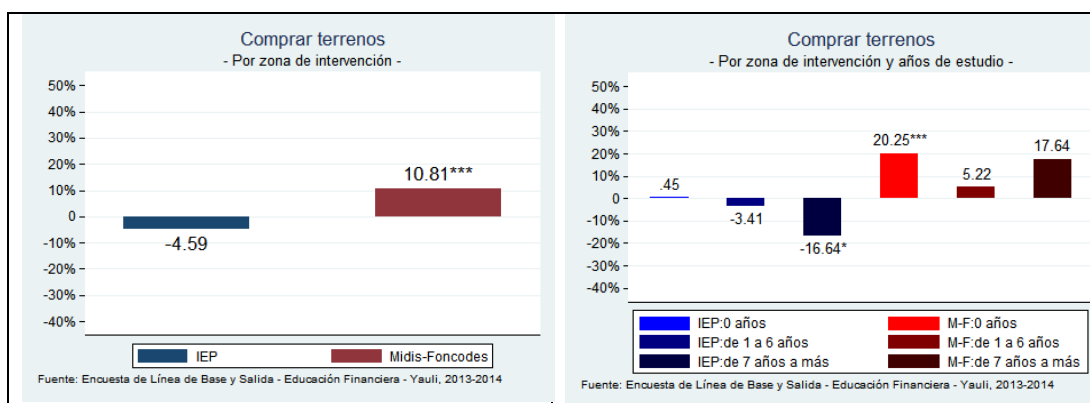 Comprar terrenos
- Por zona de intervención -
50%
40%
30%
20%
10%
0
-10%
-20%
-30%
-40%
-4.59
10.81***
IEP
Midis-Foncodes
Fuente: Encuesta de Línea de Base y Salida - Educación Financiera - Yauli, 2013-2014
Comprar terrenos
- Por zona de intervención y años de estudio -
50%
40%
30%
20%
10%
0
-10%
-20%
-30%
-40%
.45
-3.41
-16.64*
20.25***
5.22
17.64
IEP:0 años
M-F:0 años
IEP:de 1 a 6 años
M-F:de 1 a 6 años
IEP:de 7 años a más
M-F:de 7 años a más
Fuente: Encuesta de Línea de Base y Salida - Educación Financiera - Yauli, 2013-2014